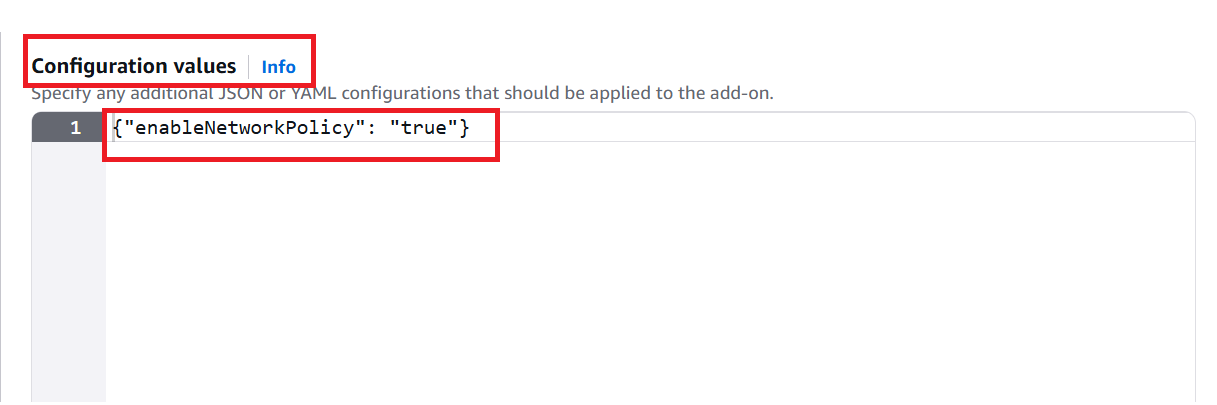 Configuration values Info
Specify any additional JSON or YAML configurations that should be applied to the add-on.
1 {"enableNetworkPolicy": "true"}